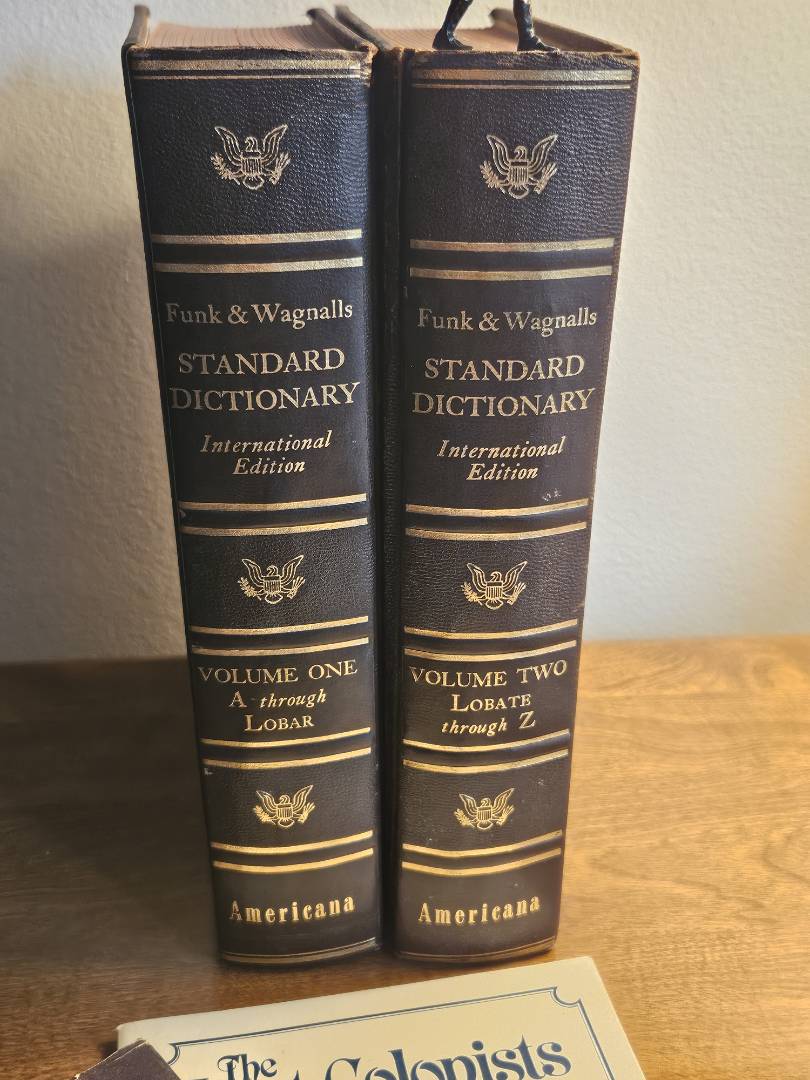 Funk & Wagnalls
STANDARD
DICTIONARY
International
Edition
VOLUME ONE
A through
LOBAR
Americana
Funk & Wagnalls
STANDARD
DICTIONARY
International
Edition
VOLUME TWO
LOBATE
through Z
Americana
The
Colonists